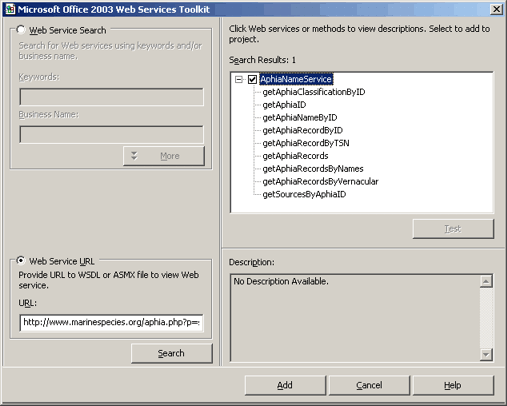 Microsoft Office 2003 Web Services Toolkit
Web Service Search
Search for Web services using keywords and/or
business name.
Keywords:
Business Name:
More
Web Service URL
Provide URL to WSDL or ASMX file to view Web
service.
URL:
http://www.marinespecies.org/aphia.php?p=
Search
Click Web services or methods to view descriptions. Select to add to
project.
Search Results: 1
AphiaNameService
getAphiaClassificationByID
getAphiaID
getAphiaNameByID
getAphiaRecordByID
getAphiaRecordByTSN
getAphiaRecords
getAphiaRecordsByNames
getAphiaRecordsByVernacular
getSourcesByAphiaID
Test
Description:
No Description Available.
Add
Cancel
Help